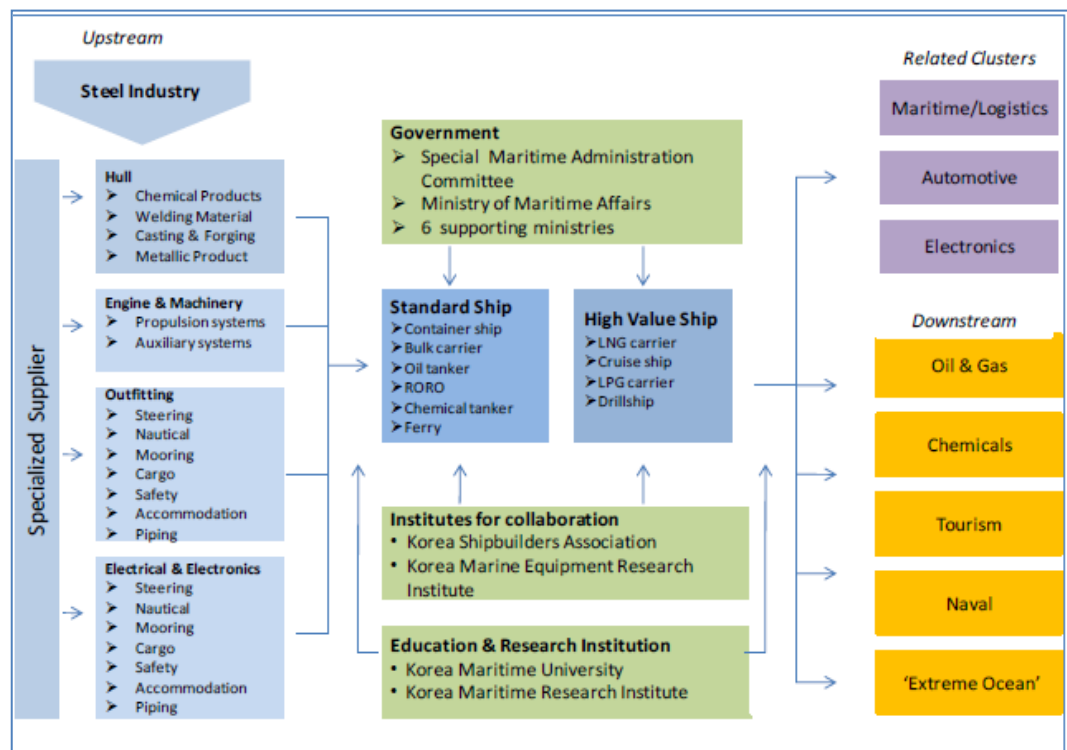 Upstream
Steel Industry
Specialized Supplier
Hull
➢ Chemical Products
➢ Welding Material
➢ Casting & Forging
➢ Metallic Product
Engine & Machinery
➢ Propulsion systems
➢ Auxiliary systems
Outfitting
➢ Steering
➢ Nautical
➢ Mooring
➢ Cargo
➢ Safety
➢ Accommodation
➢ Piping
Electrical & Electronics
➢ Steering
➢ Nautical
➢ Mooring
➢ Cargo
➢ Safety
➢ Accommodation
➢ Piping
Government
➢ Special Maritime Administration
Committee
➢ Ministry of Maritime Affairs
➢ 6 supporting ministries
Standard Ship
➢Container ship
➢Bulk carrier
➢Oil tanker
➢RORO
➢Chemical tanker
➢Ferry
High Value Ship
➢LNG carrier
➢Cruise ship
➢LPG carrier
➢Drillship
Institutes for collaboration
• Korea Shipbuilders Association
• Korea Marine Equipment Research
Institute
Education & Research Institution
• Korea Maritime University
• Korea Maritime Research Institute
Related Clusters
Maritime/Logistics
Automotive
Electronics
Downstream
Oil & Gas
Chemicals
Tourism
Naval
'Extreme Ocean'